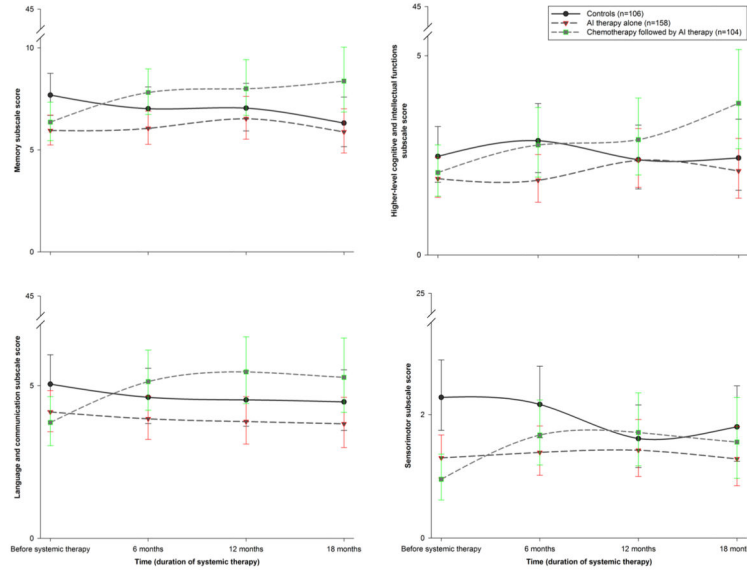 45
10
5
0
Memory subscale score
45
5
0
Higher-level cognitive and intellectual functions
subscale score
Controls (n=106)
AI therapy alone (n=158)
Chemotherapy followed by AI therapy (n=104)
45
5
0
Language and communication subscale score
Before systemic therapy
6 months
12 months
18 months
Time (duration of systemic therapy)
25
2
0
Sensorimotor subscale score
Before systemic therapy
6 months
12 months
18 months
Time (duration of systemic therapy)